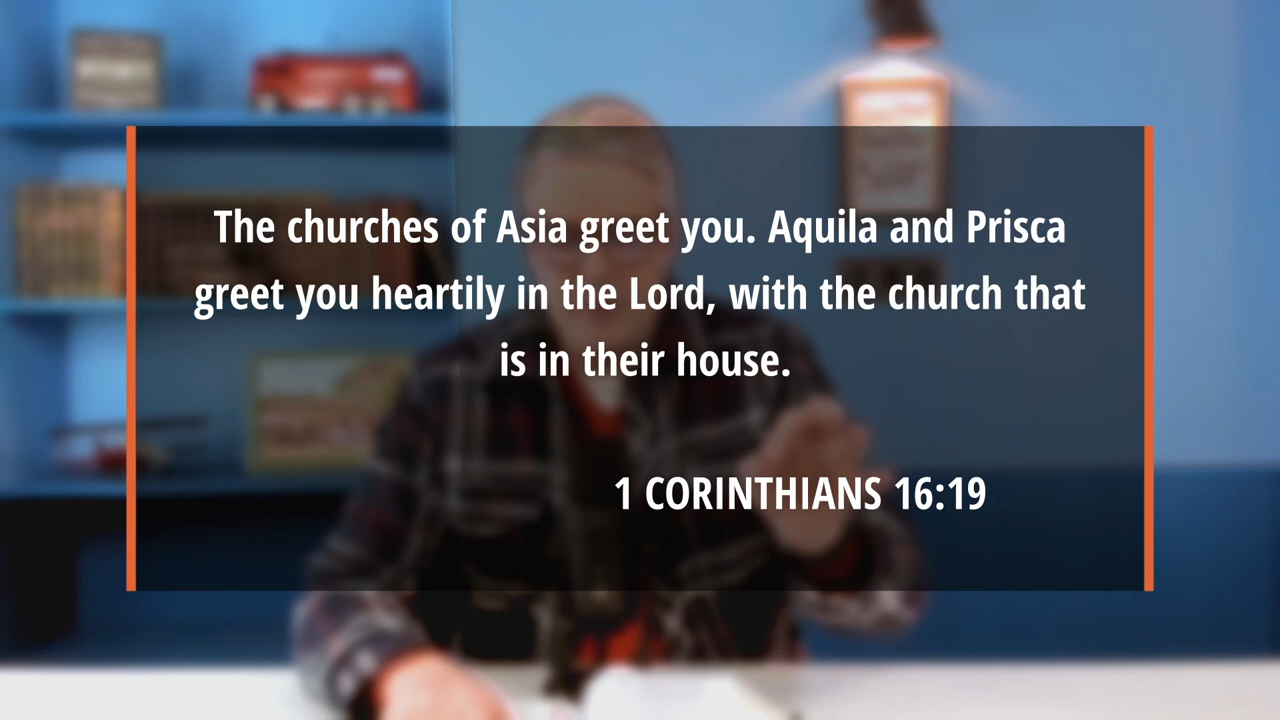 The churches of Asia greet you. Aquila and Prisca
greet you heartily in the Lord, with the church that
is in their house.
1 CORINTHIANS 16:19